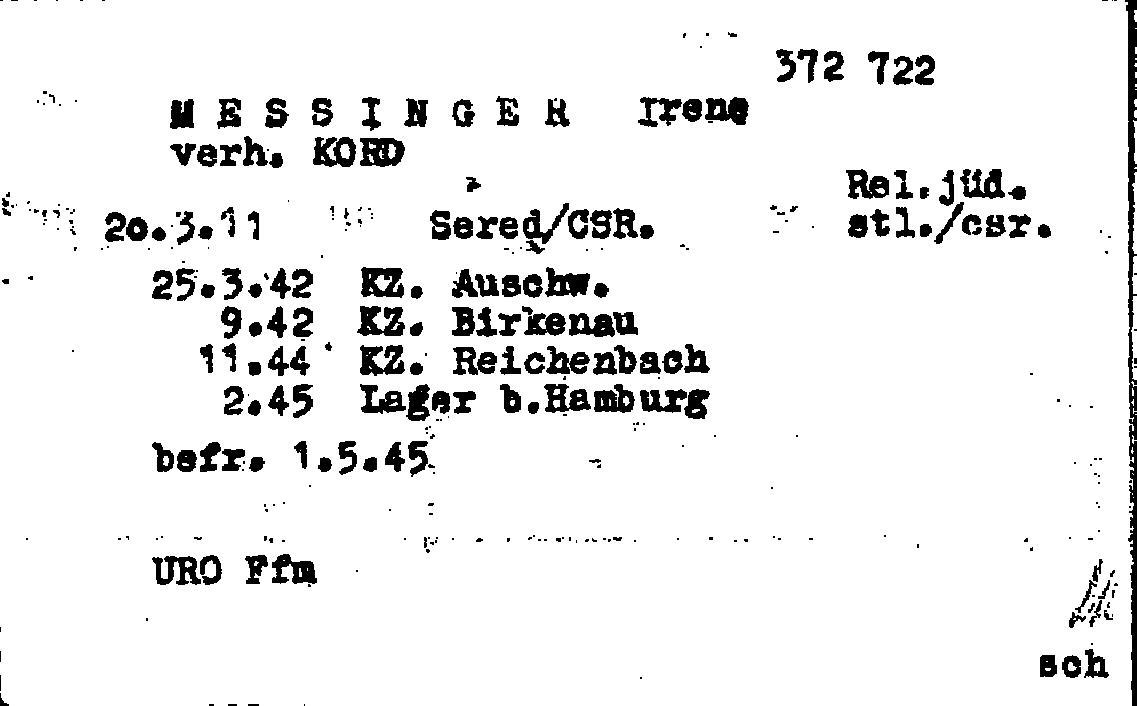 372 722
MESSINGER Irene
verh. KORD
Rel.jüd.
20.3.11 Sered/CSR. stl./csr.
25.3.42 KZ. Auschw.
9.42 KZ. Birkenau
11.44 KZ. Reichenbach
2.45 Lager b.Hamburg
befr. 1.5.45
URO Ffm
sch